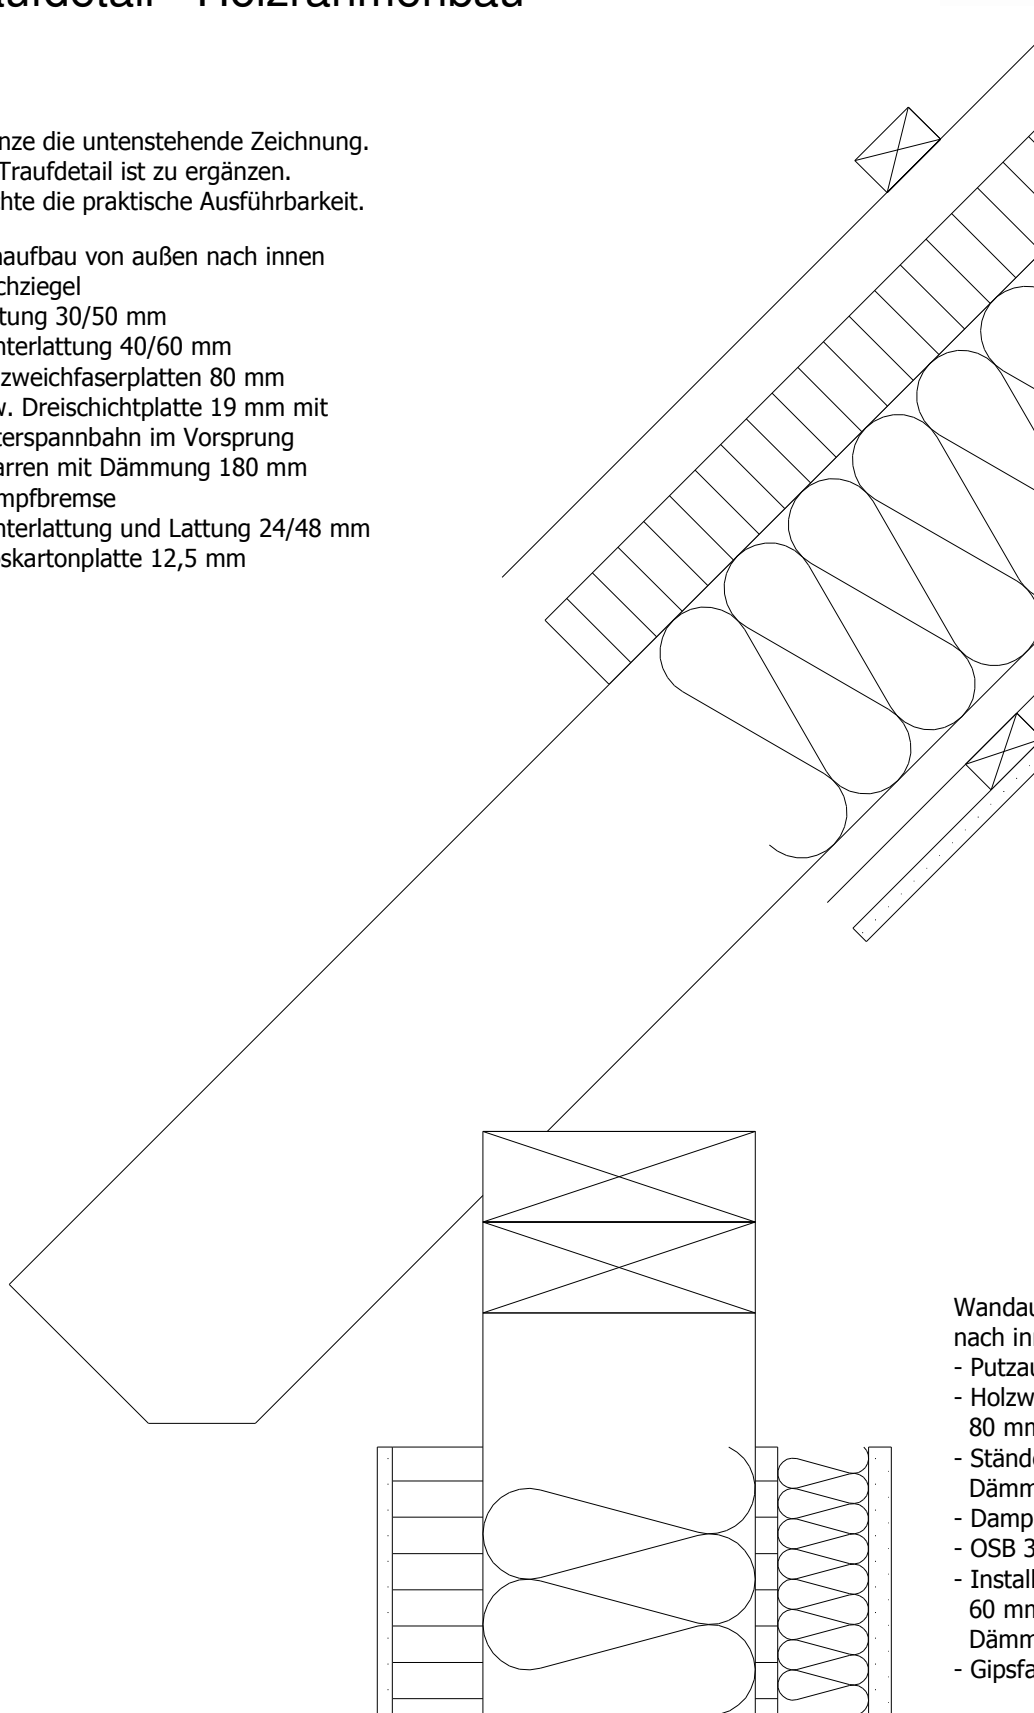 ufdetail - Holzrahmenbau
nze die untenstehende Zeichnung.
Traufdetail ist zu ergänzen.
hte die praktische Ausführbarkeit.
naufbau von außen nach innen
chziegel
tung 30/50 mm
nterlattung 40/60 mm
zweichfaserplatten 80 mm
w. Dreischichtplatte 19 mm mit
terspannbahn im Vorsprung
arren mit Dämmung 180 mm
mpfbremse
nterlattung und Lattung 24/48 mm
skartonplatte 12,5 mm
Wandau
nach in
- Putzau
- Holzw
80 mm
- Stände
Dämm
- Damp
- OSB 3
- Install
60 mm
Dämm
- Gipsfa